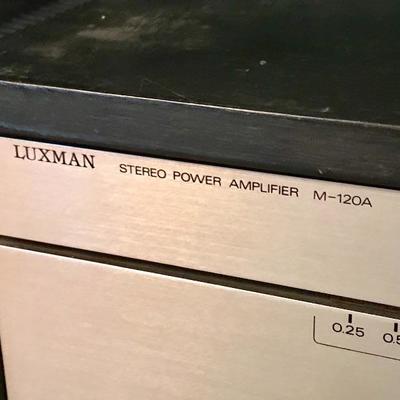 LUXMAN STEREO POWER AMPLIFIER M-120A
0.25